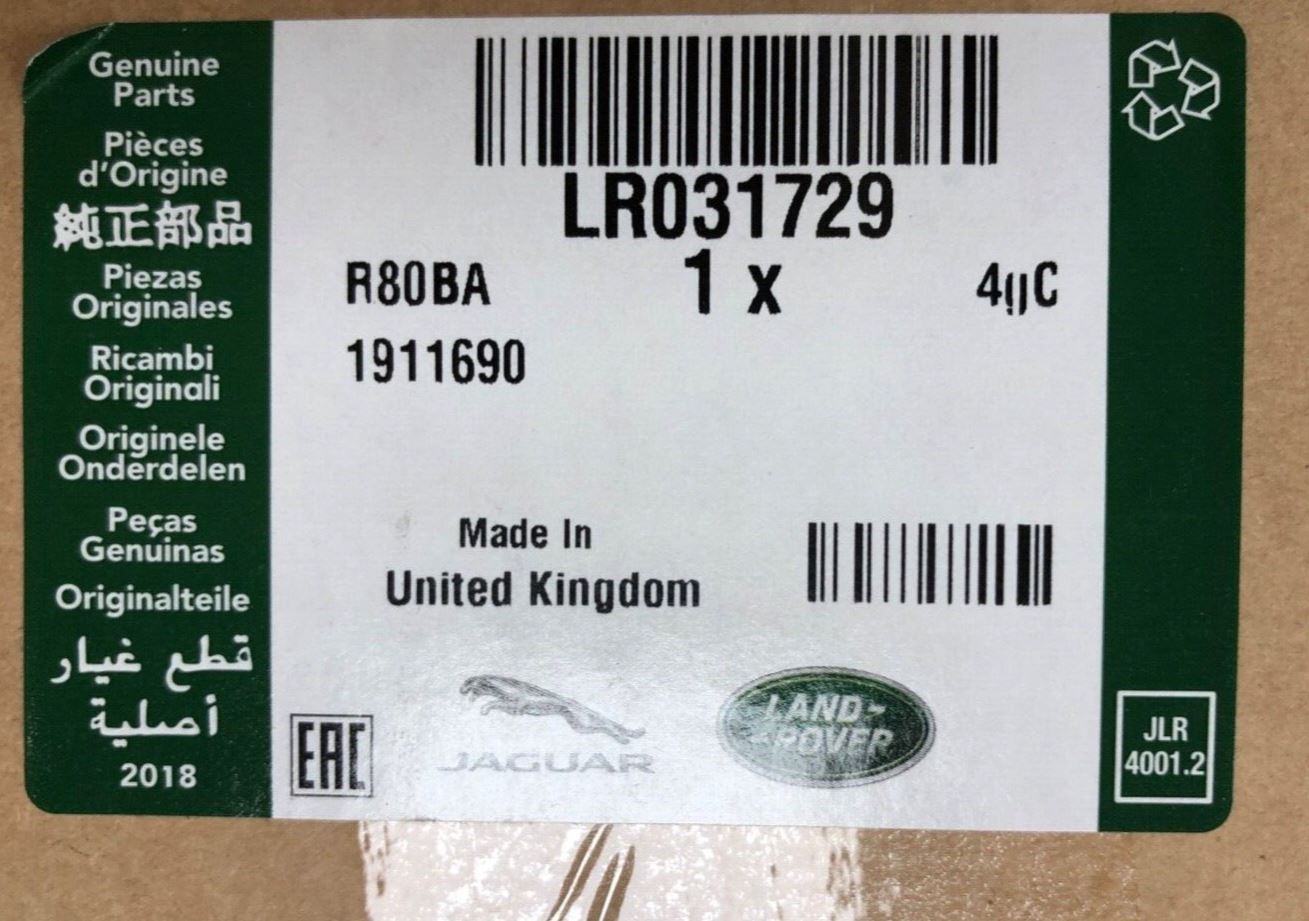 Genuine
Parts
Pièces
d'Origine
純正部品
Piezas
Originales
Ricambi
Originali
Originele
Onderdelen
Peças
Genuinas
Originalteile
قطع غيار
أصلية
2018
LR031729
R80BA
1 x
1911690
Made In
United Kingdom
EAC
JAGUAR
LAND-
ROVER
JLR
4001.2